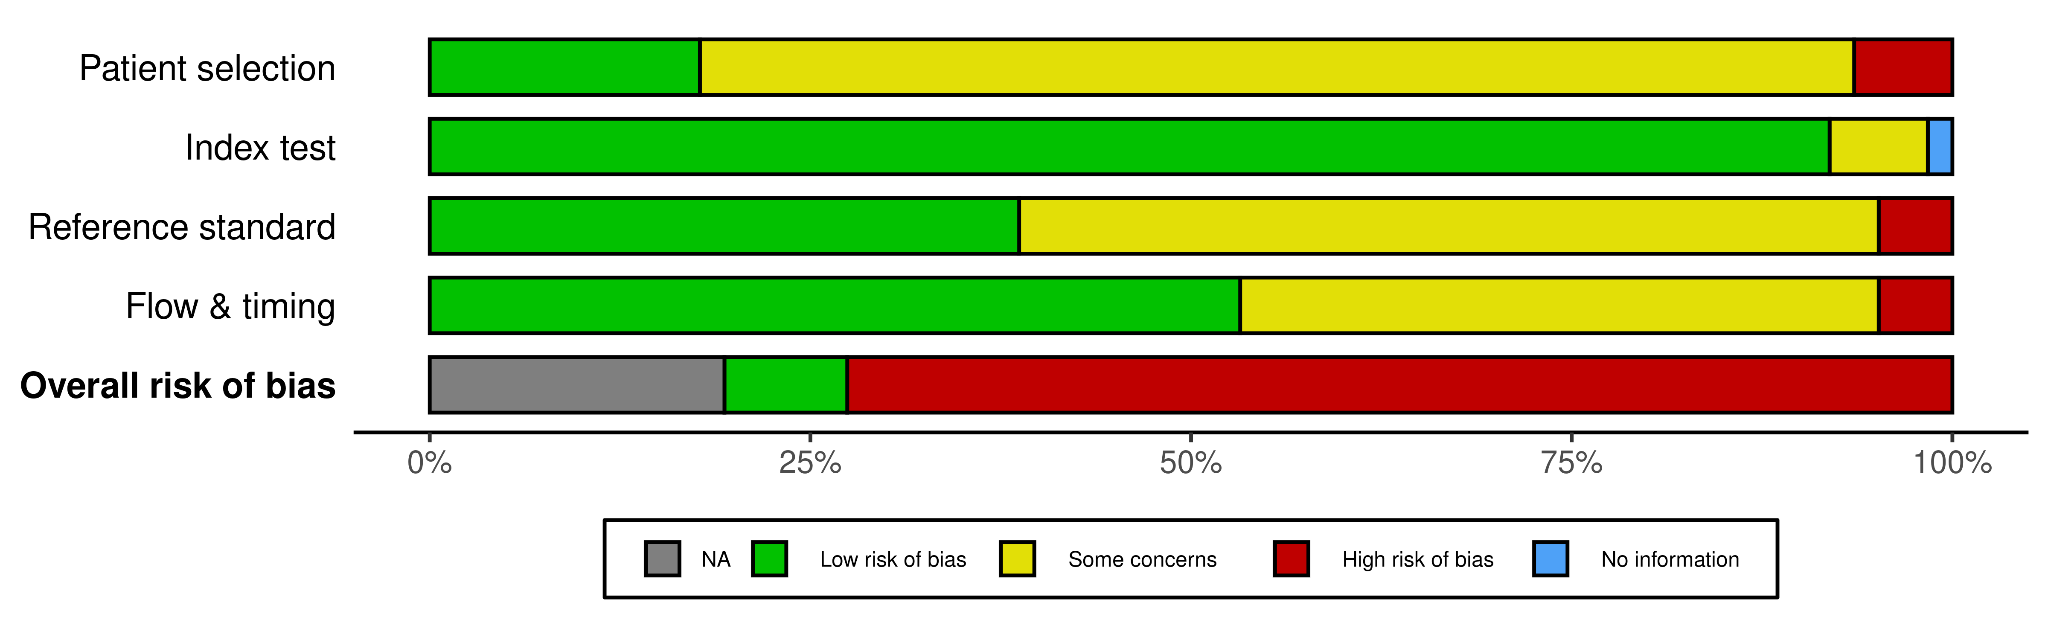 Patient selection
Index test
Reference standard
Flow & timing
Overall risk of bias
0% 25% 50% 75% 100%
NA Low risk of bias Some concerns High risk of bias No information